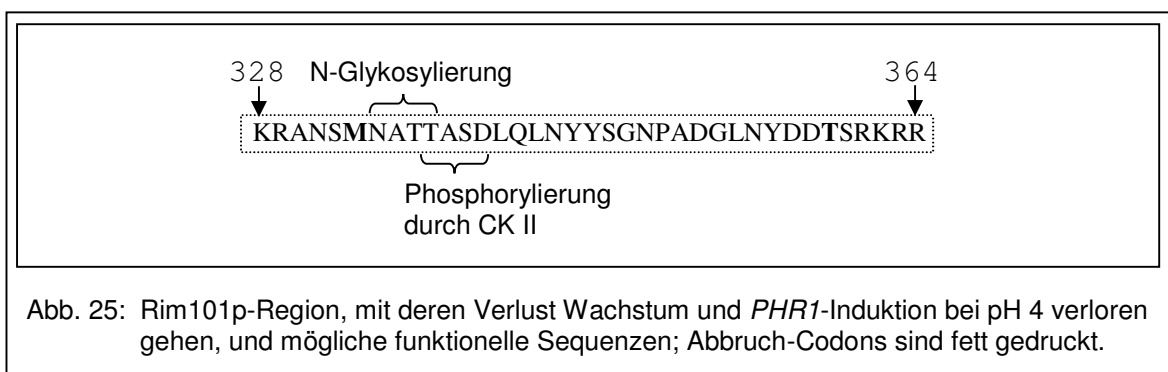 328 N-Glykosylierung 364
KRANSMNATTASDLQLNYYSGNPADGLNYDDTSRKRR
Phosphorylierung
durch CK II
Abb. 25: Rim101p-Region, mit deren Verlust Wachstum und PHR1-Induktion bei pH 4 verloren
gehen, und mögliche funktionelle Sequenzen; Abbruch-Codons sind fett gedruckt.